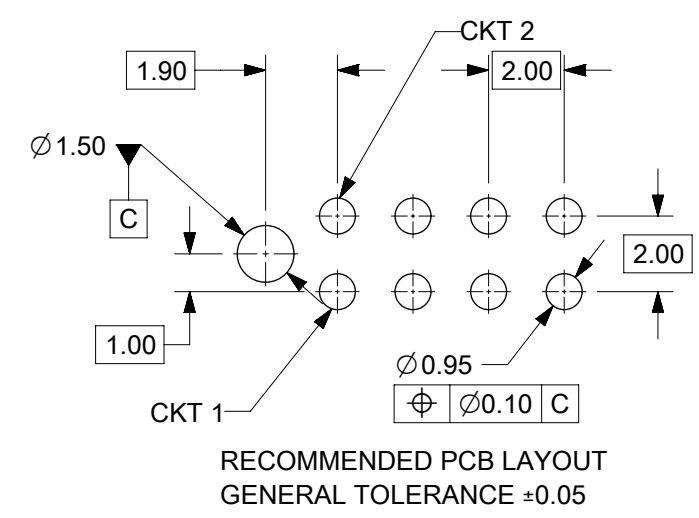 CKT 2
1.90
2.00
∅1.50
C
2.00
1.00
∅0.95
⌖ ∅0.10 C
CKT 1
RECOMMENDED PCB LAYOUT
GENERAL TOLERANCE ±0.05